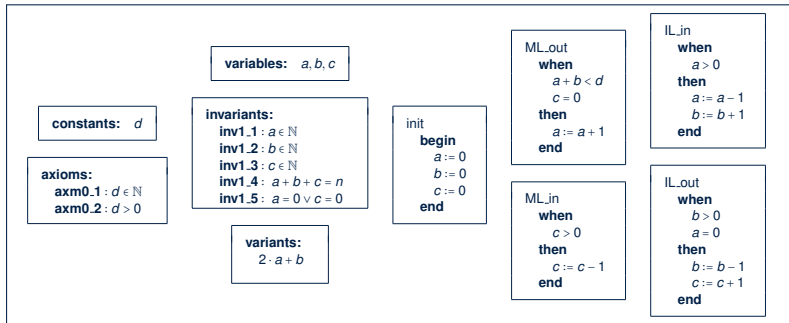 constants: d
axioms:
axm0_1 : d ∈ ℕ
axm0_2 : d > 0
variables: a, b, c
invariants:
inv1_1 : a ∈ ℕ
inv1_2 : b ∈ ℕ
inv1_3 : c ∈ ℕ
inv1_4 : a + b + c = n
inv1_5 : a = 0 ∨ c = 0
variants:
2 · a + b
init
begin
a := 0
b := 0
c := 0
end
ML_out
when
a + b < d
c = 0
then
a := a + 1
end
ML_in
when
c > 0
then
c := c − 1
end
IL_in
when
a > 0
then
a := a − 1
b := b + 1
end
IL_out
when
b > 0
a = 0
then
b := b − 1
c := c + 1
end